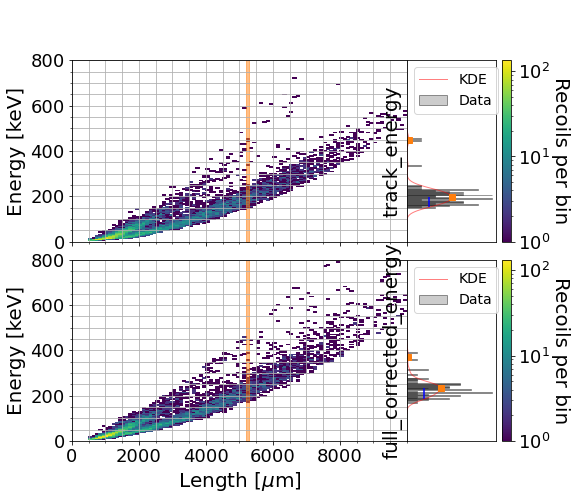 800
600
400
200
0
Energy [keV]
track_energy
KDE
Data
10²
10¹
10⁰
Recoils per bin
800
600
400
200
0
Energy [keV]
full_corrected_energy
KDE
Data
10²
10¹
10⁰
Recoils per bin
0 2000 4000 6000 8000
Length [μm]